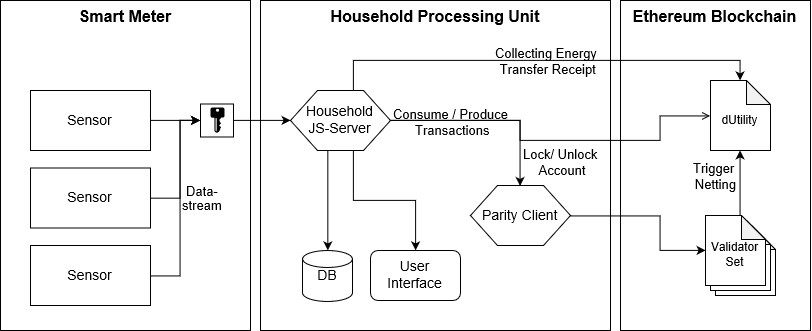 Smart Meter
Household Processing Unit
Ethereum Blockchain
Sensor
Sensor
Sensor
Data-
stream
Household
JS-Server
Collecting Energy
Transfer Receipt
Consume / Produce
Transactions
Lock/ Unlock
Account
Parity Client
DB
User
Interface
dUtility
Trigger
Netting
Validator
Set